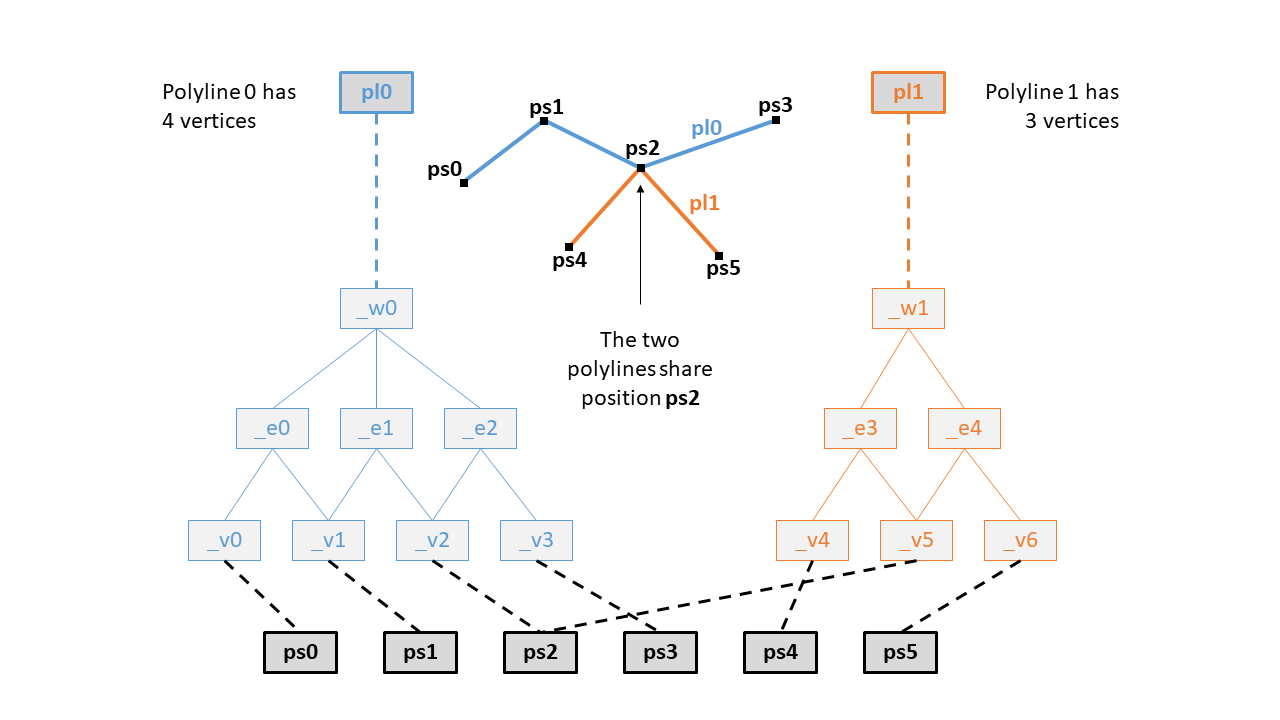 Polyline 0 has
4 vertices
pl0
ps1
ps3
pl0
ps2
ps0
pl1
ps4
ps5
pl1
Polyline 1 has
3 vertices
The two
polylines share
position ps2
_w0
_w1
_e0
_e1
_e2
_e3
_e4
_v0
_v1
_v2
_v3
_v4
_v5
_v6
ps0
ps1
ps2
ps3
ps4
ps5